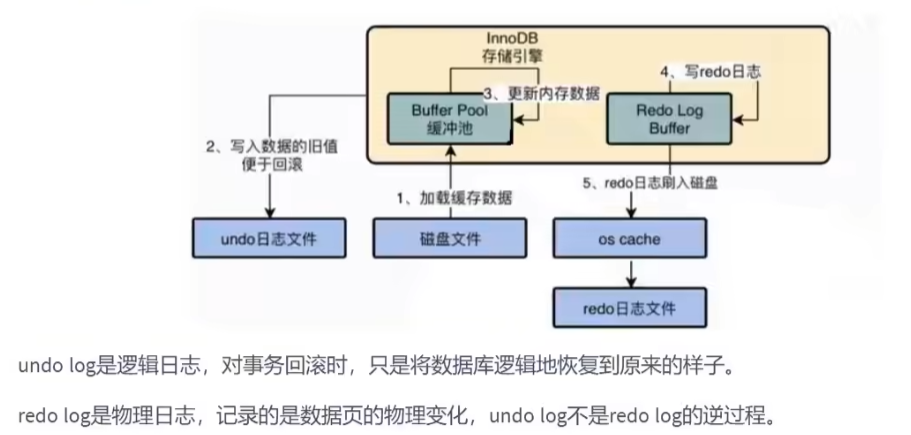 InnoDB
存储引擎
4、写redo日志
3、更新内存数据
Buffer Pool
缓冲池
Redo Log
Buffer
2、写入数据的旧值
便于回滚
5、redo日志刷入磁盘
1、加载缓存数据
undo日志文件
磁盘文件
os cache
redo日志文件
undo log是逻辑日志，对事务回滚时，只是将数据库逻辑地恢复到原来的样子。
redo log是物理日志，记录的是数据页的物理变化，undo log不是redo log的逆过程。